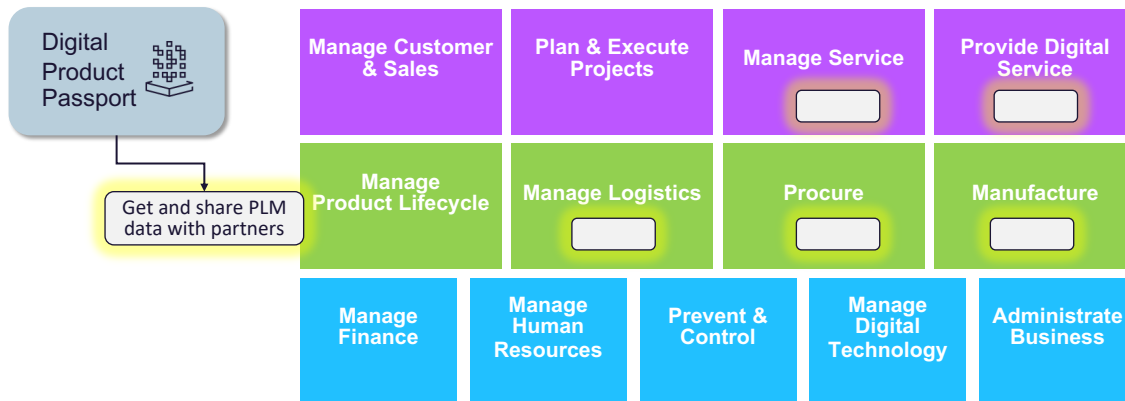 Digital
Product
Passport
Get and share PLM
data with partners
Manage Customer
& Sales
Plan & Execute
Projects
Manage Service
Provide Digital
Service
Manage
Product Lifecycle
Manage Logistics
Procure
Manufacture
Manage
Finance
Manage
Human
Resources
Prevent &
Control
Manage
Digital
Technology
Administrate
Business